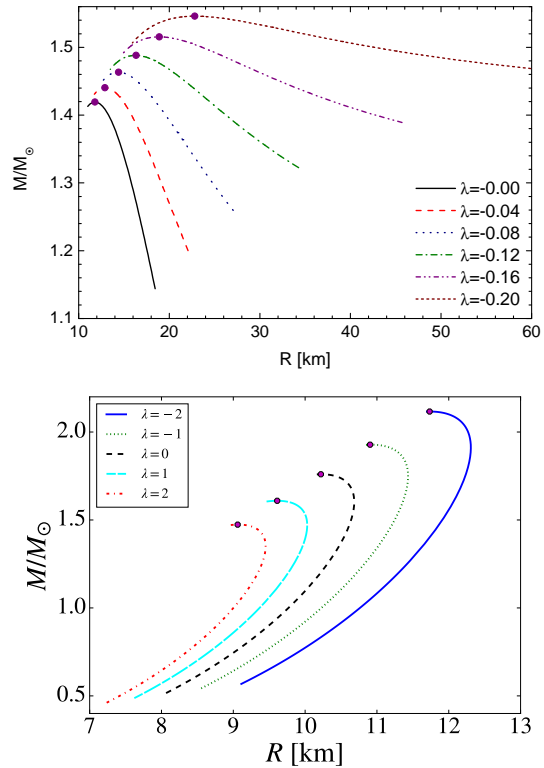 1.5
1.4
1.3
1.2
1.1
M/M☉
10 20 30 40 50 60
R [km]
λ=-0.00
λ=-0.04
λ=-0.08
λ=-0.12
λ=-0.16
λ=-0.20
λ = −2
λ = −1
λ = 0
λ = 1
λ = 2
2.0
1.5
1.0
0.5
M/M☉
7 8 9 10 11 12 13
R [km]